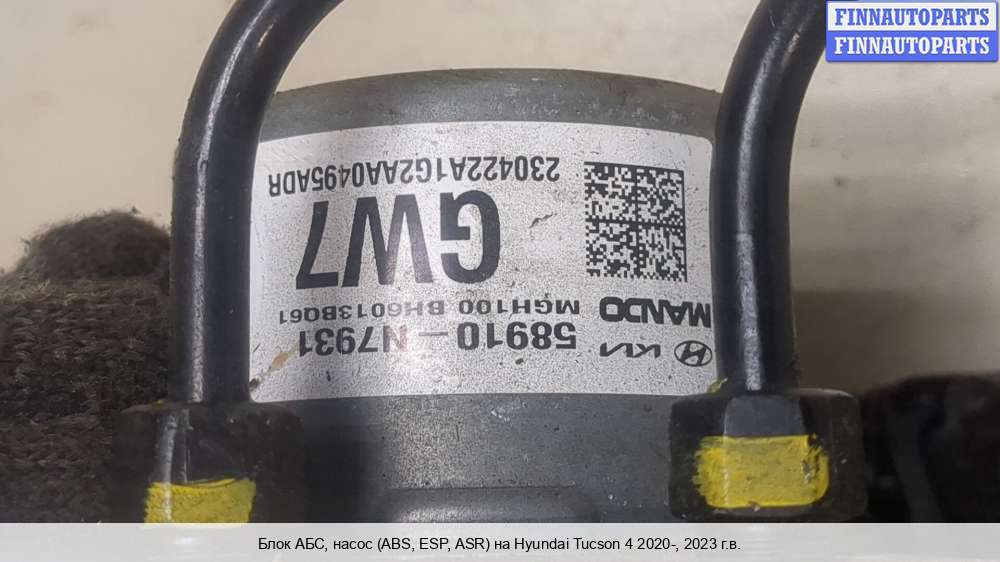 FINNAUTOPARTS
FINNAUTOPARTS
KIA
58910-N7931
MANDO
MGH100 BH6013BQ61
GW7
230422A1G2AA0495ADR
Блок АБС, насос (ABS, ESP, ASR) на Hyundai Tucson 4 2020-, 2023 г.в.